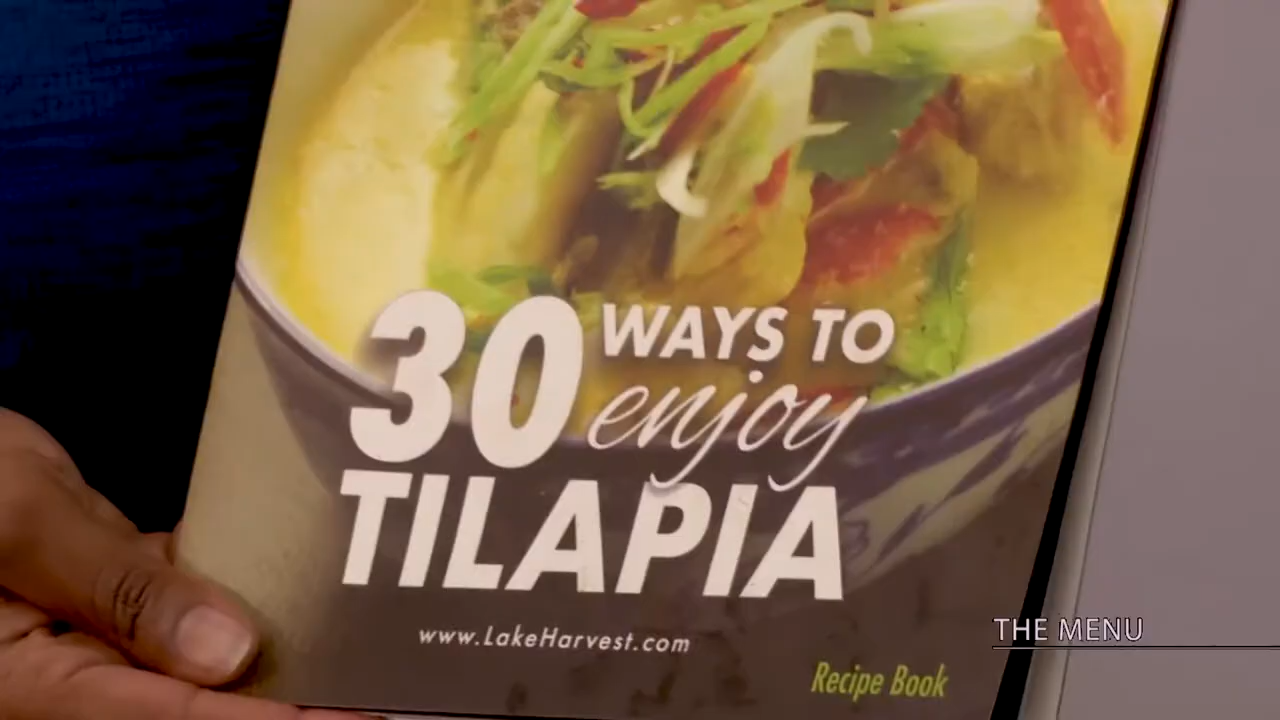 30 WAYS TO
enjoy
TILAPIA
www.LakeHarvest.com
Recipe Book
THE MENU